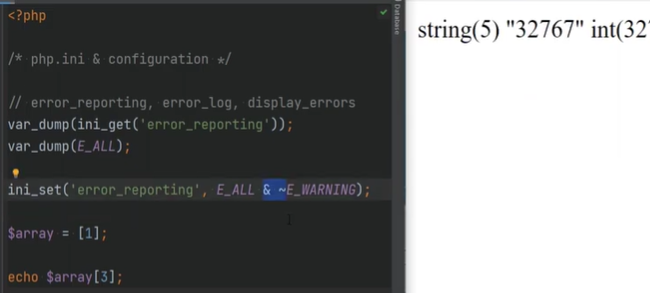 <?php
/* php.ini & configuration */
// error_reporting, error_log, display_errors
var_dump(ini_get('error_reporting'));
var_dump(E_ALL);
ini_set('error_reporting', E_ALL & ~E_WARNING);
$array = [1];
echo $array[3];
Database
string(5) "32767" int(32